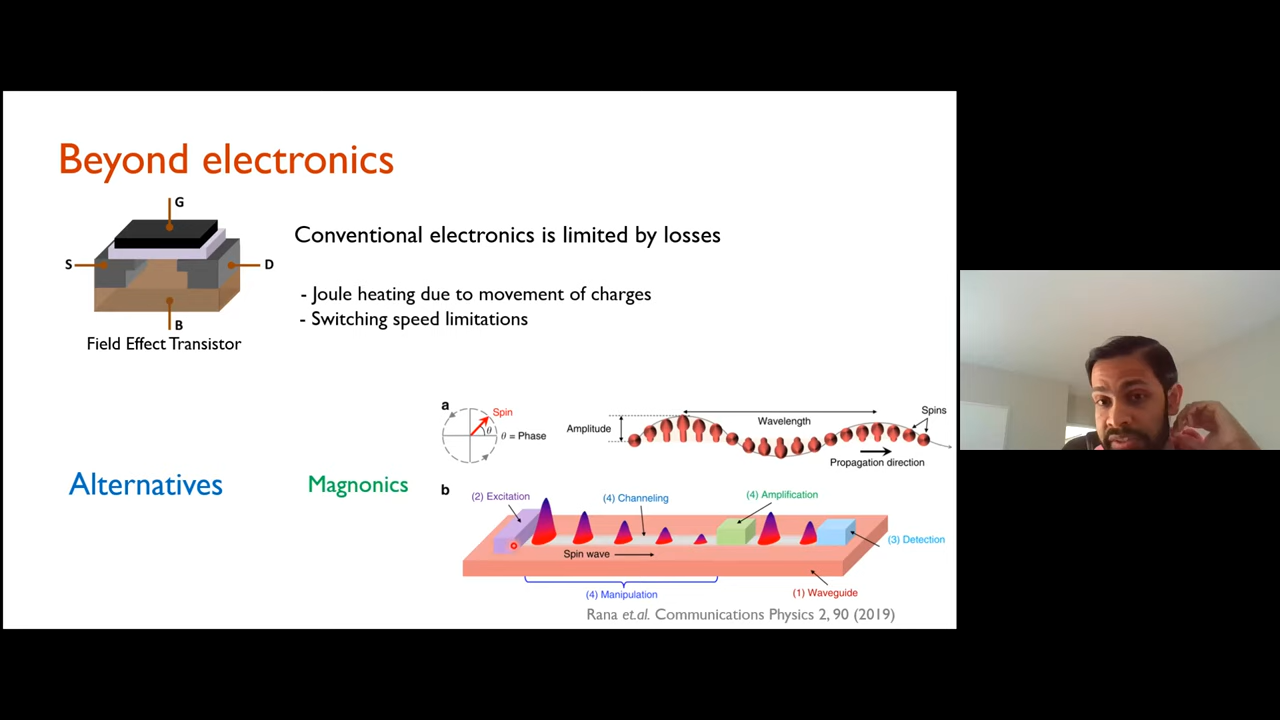 Beyond electronics
G
S
D
B
Field Effect Transistor
Conventional electronics is limited by losses
- Joule heating due to movement of charges
- Switching speed limitations
Alternatives
Magnonics
a
Spin
θ
θ = Phase
Amplitude
Wavelength
Spins
Propagation direction
b
(2) Excitation
(4) Channeling
(4) Amplification
(3) Detection
Spin wave
(4) Manipulation
(1) Waveguide
Rana et.al. Communications Physics 2, 90 (2019)